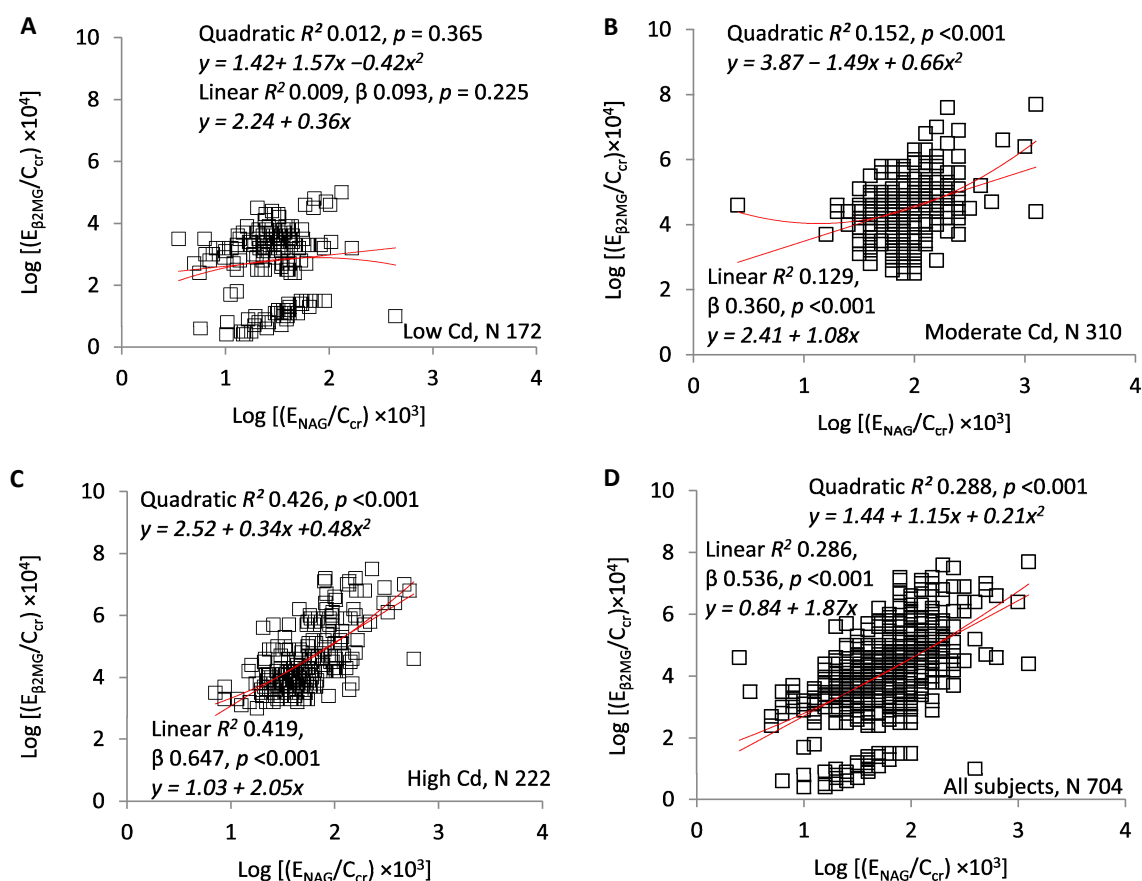 A
Quadratic R² 0.012, p = 0.365
y = 1.42+ 1.57x −0.42x²
Linear R² 0.009, β 0.093, p = 0.225
y = 2.24 + 0.36x
10
8
6
4
2
0
Log [(Eβ2MG/Ccr) ×10⁴]
Low Cd, N 172
0 1 2 3 4
Log [(ENAG/Ccr) ×10³]
B
Quadratic R² 0.152, p <0.001
y = 3.87 − 1.49x + 0.66x²
10
8
6
4
2
0
Log [(Eβ2MG/Ccr)×10⁴]
Linear R² 0.129,
β 0.360, p <0.001
y = 2.41 + 1.08x
Moderate Cd, N 310
0 1 2 3 4
Log [(ENAG/Ccr) ×10³]
C
Quadratic R² 0.426, p <0.001
y = 2.52 + 0.34x +0.48x²
10
8
6
4
2
0
Log [(Eβ2MG/Ccr) ×10⁴]
Linear R² 0.419,
β 0.647, p <0.001
y = 1.03 + 2.05x
High Cd, N 222
0 1 2 3 4
Log [(ENAG/Ccr) ×10³]
D
Quadratic R² 0.288, p <0.001
y = 1.44 + 1.15x + 0.21x²
Linear R² 0.286,
β 0.536, p <0.001
y = 0.84 + 1.87x
10
8
6
4
2
0
Log [(Eβ2MG/Ccr)×10⁴]
All subjects, N 704
0 1 2 3 4
Log [(ENAG/Ccr) ×10³]